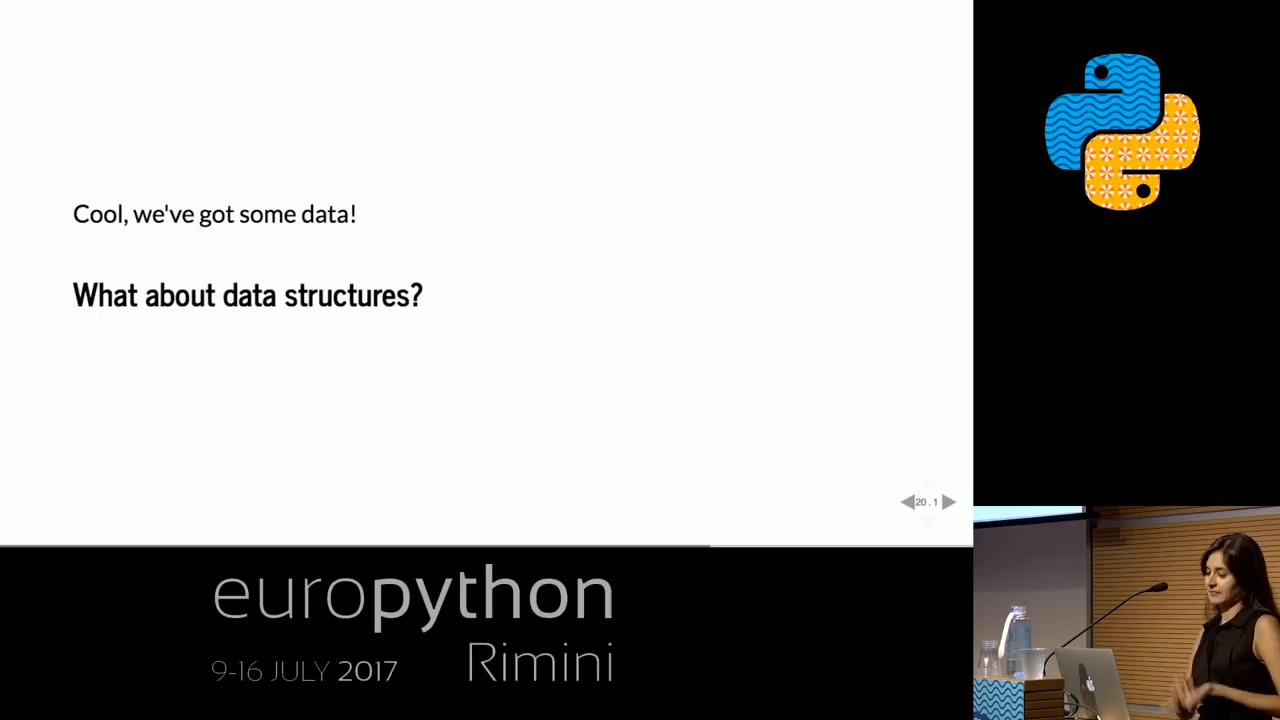 Cool, we've got some data!
What about data structures?
20 . 1
europython
9-16 JULY 2017
Rimini